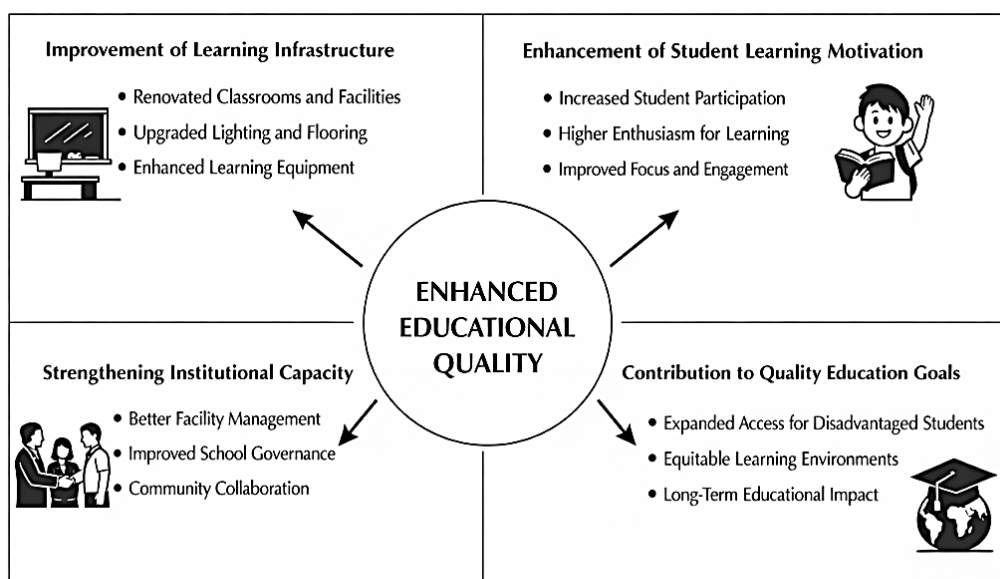 Improvement of Learning Infrastructure
• Renovated Classrooms and Facilities
• Upgraded Lighting and Flooring
• Enhanced Learning Equipment
Enhancement of Student Learning Motivation
• Increased Student Participation
• Higher Enthusiasm for Learning
• Improved Focus and Engagement
ENHANCED
EDUCATIONAL
QUALITY
Strengthening Institutional Capacity
• Better Facility Management
• Improved School Governance
• Community Collaboration
Contribution to Quality Education Goals
• Expanded Access for Disadvantaged Students
• Equitable Learning Environments
• Long-Term Educational Impact